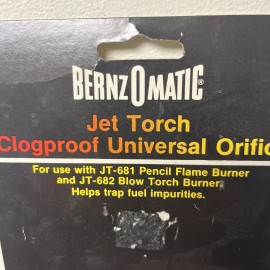 BERNZOMATIC®
Jet Torch
Clogproof Universal Orific
For use with JT-681 Pencil Flame Burner
and JT-682 Blow Torch Burner.
Helps trap fuel impurities.